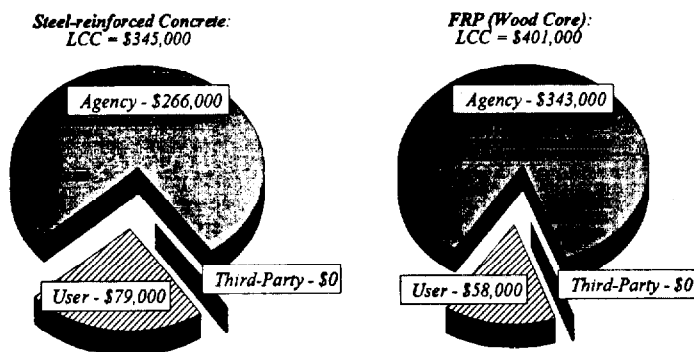 Steel-reinforced Concrete:
LCC = $345,000
Agency - $266,000
User - $79,000
Third-Party - $0
FRP (Wood Core):
LCC = $401,000
Agency - $343,000
User - $58,000
Third-Party - $0